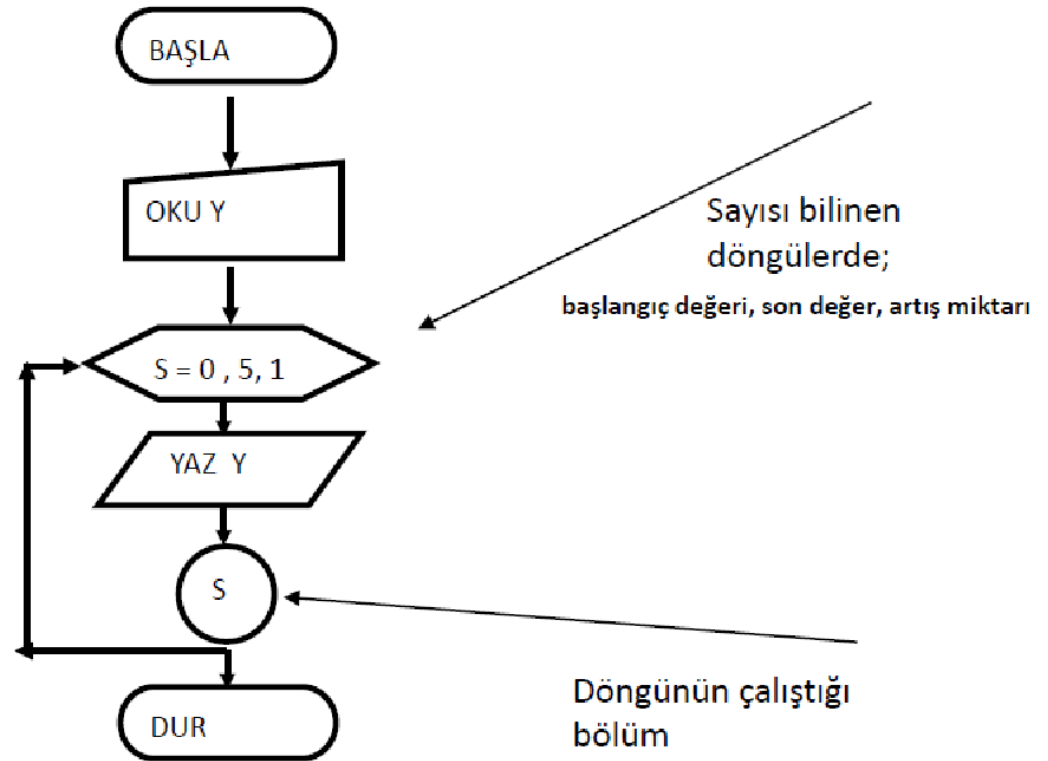 BAŞLA
OKU Y
Sayısı bilinen
döngülerde;
başlangıç değeri, son değer, artış miktarı
S = 0 , 5, 1
YAZ Y
S
Döngünün çalıştığı
bölüm
DUR